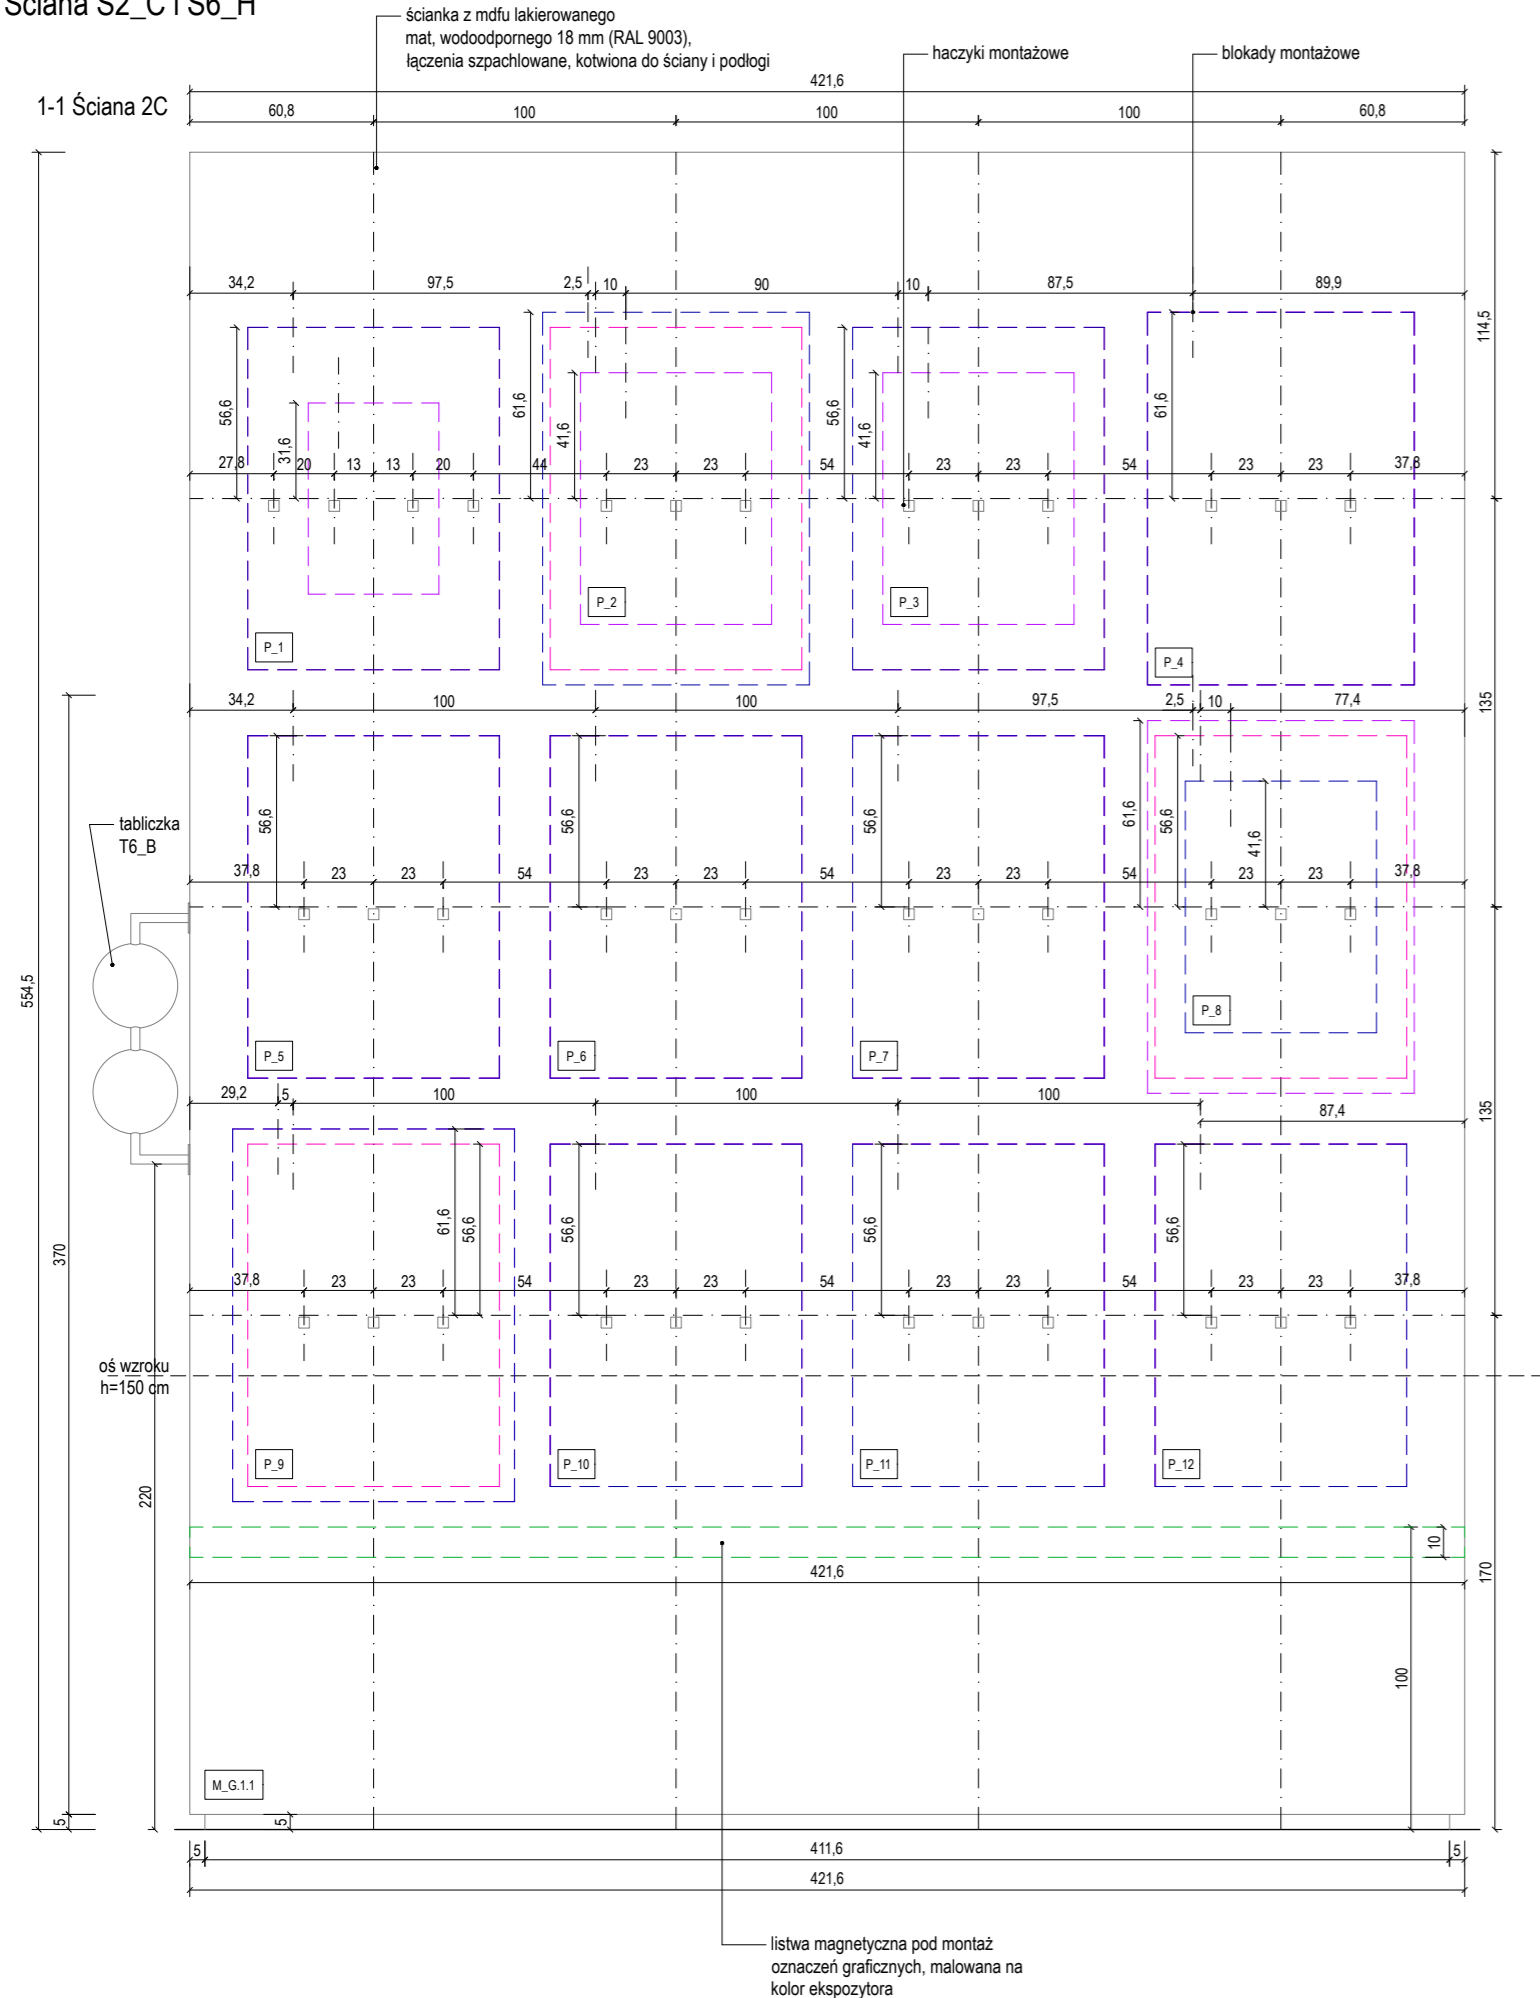 Ściana S2_C i S6_H
ścianka z mdfu lakierowanego
mat, wodoodpornego 18 mm (RAL 9003),
łączenia szpachlowane, kotwiona do ściany i podłogi
haczyki montażowe
blokady montażowe
1-1 Ściana 2C
421,6
60,8 100 100 100 60,8
34,2 97,5 2,5 10 90 10 87,5 89,9
114,5
56,6 31,6 61,6 41,6 56,6 41,6 61,6
27,8 20 13 13 20 44 23 23 54 23 23 54 23 23 37,8
P_1
P_2
P_3
P_4
34,2 100 100 97,5 2,5 10 77,4
135
56,6 56,6 56,6 61,6 56,6 41,6
tabliczka
T6_B
37,8 23 23 54 23 23 54 23 23 54 23 23 37,8
554,5
P_5
P_6
P_7
P_8
29,2 5 100 100 100
87,4
135
61,6 56,6 56,6 56,6 56,6
370
37,8 23 23 54 23 23 54 23 23 54 23 23 37,8
oś wzroku
h=150 cm
P_9
P_10
P_11
P_12
220
10
421,6
170
100
M_G.1.1
5 5
5 411,6 5
421,6
listwa magnetyczna pod montaż
oznaczeń graficznych, malowana na
kolor ekspozytora